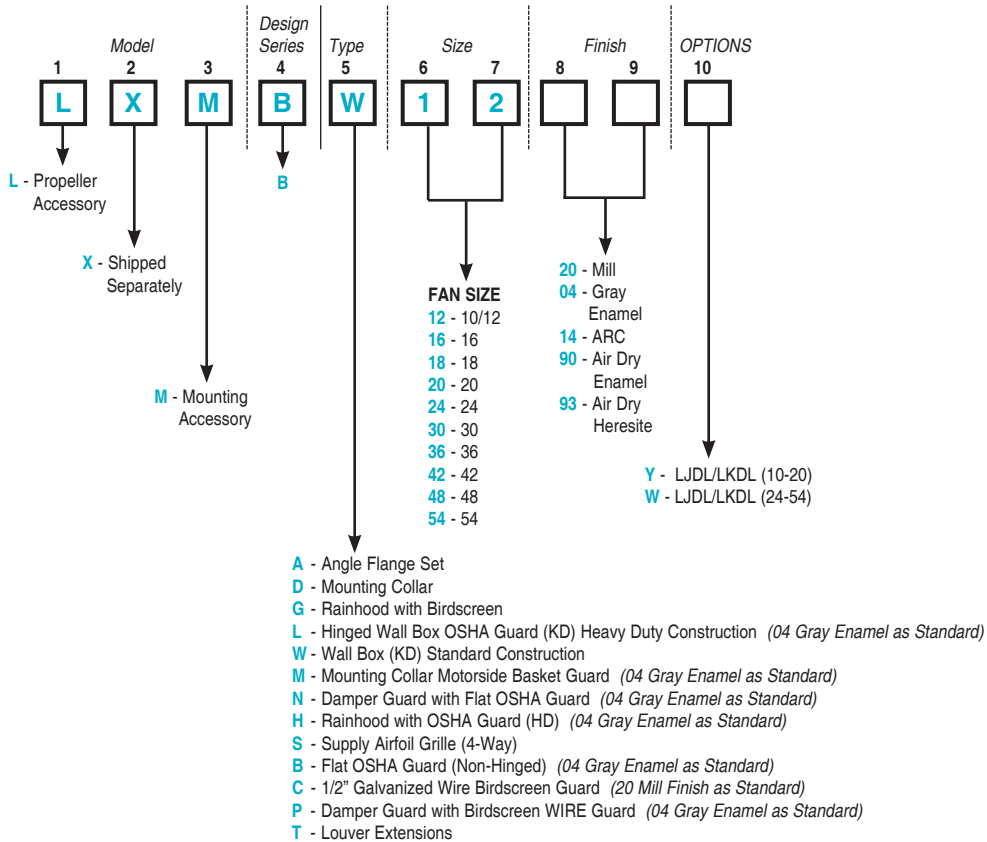 Model
Design
Series
Type
Size
Finish
OPTIONS
1 2 3 4 5 6 7 8 9 10
L X M B W 1 2
L - Propeller
Accessory
B
X - Shipped
Separately
M - Mounting
Accessory
FAN SIZE
12 - 10/12
16 - 16
18 - 18
20 - 20
24 - 24
30 - 30
36 - 36
42 - 42
48 - 48
54 - 54
20 - Mill
04 - Gray
Enamel
14 - ARC
90 - Air Dry
Enamel
93 - Air Dry
Heresite
Y - LJDL/LKDL (10-20)
W - LJDL/LKDL (24-54)
A - Angle Flange Set
D - Mounting Collar
G - Rainhood with Birdscreen
L - Hinged Wall Box OSHA Guard (KD) Heavy Duty Construction (04 Gray Enamel as Standard)
W - Wall Box (KD) Standard Construction
M - Mounting Collar Motorside Basket Guard (04 Gray Enamel as Standard)
N - Damper Guard with Flat OSHA Guard (04 Gray Enamel as Standard)
H - Rainhood with OSHA Guard (HD) (04 Gray Enamel as Standard)
S - Supply Airfoil Grille (4-Way)
B - Flat OSHA Guard (Non-Hinged) (04 Gray Enamel as Standard)
C - 1/2” Galvanized Wire Birdscreen Guard (20 Mill Finish as Standard)
P - Damper Guard with Birdscreen WIRE Guard (04 Gray Enamel as Standard)
T - Louver Extensions